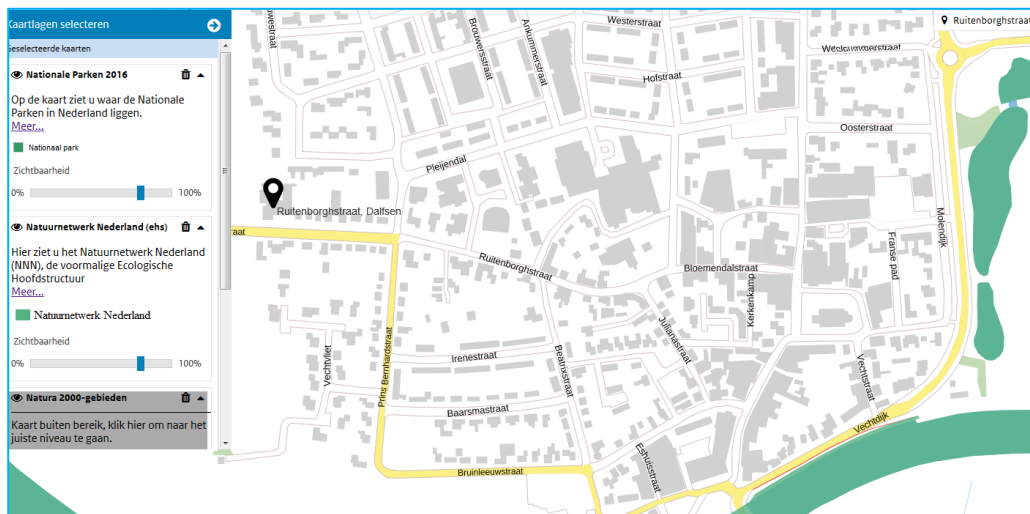 Kaartlagen selecteren
Geselecteerde kaarten
Nationale Parken 2016
Op de kaart ziet u waar de Nationale
Parken in Nederland liggen.
Meer...
Nationaal park
Zichtbaarheid
0%
100%
Natuurnetwerk Nederland (ehs)
Hier ziet u het Natuurnetwerk Nederland
(NNN), de voormalige Ecologische
Hoofdstructuur
Meer...
Natuurnetwerk Nederland
Zichtbaarheid
0%
100%
Natura 2000-gebieden
Kaart buiten bereik, klik hier om naar het
juiste niveau te gaan.
Ruitenborghstraat
Westerstraat
Brouwersstraat
Ankummerstraat
Hofstraat
Welsummerstraat
Oosterstraat
Pleijendal
Ruitenborghstraat, Dalfsen
raat
Ruitenborghstraat
Bloemendalstraat
Kerkenkamp
Franse pad
Molendijk
Julianastraat
Irenestraat
Beatrixstraat
Vechtvliet
Prins Bernhardstraat
Baarsmastraat
Vechtstraat
Vechtdijk
Eshuisstraat
Bruinleeuwstraat